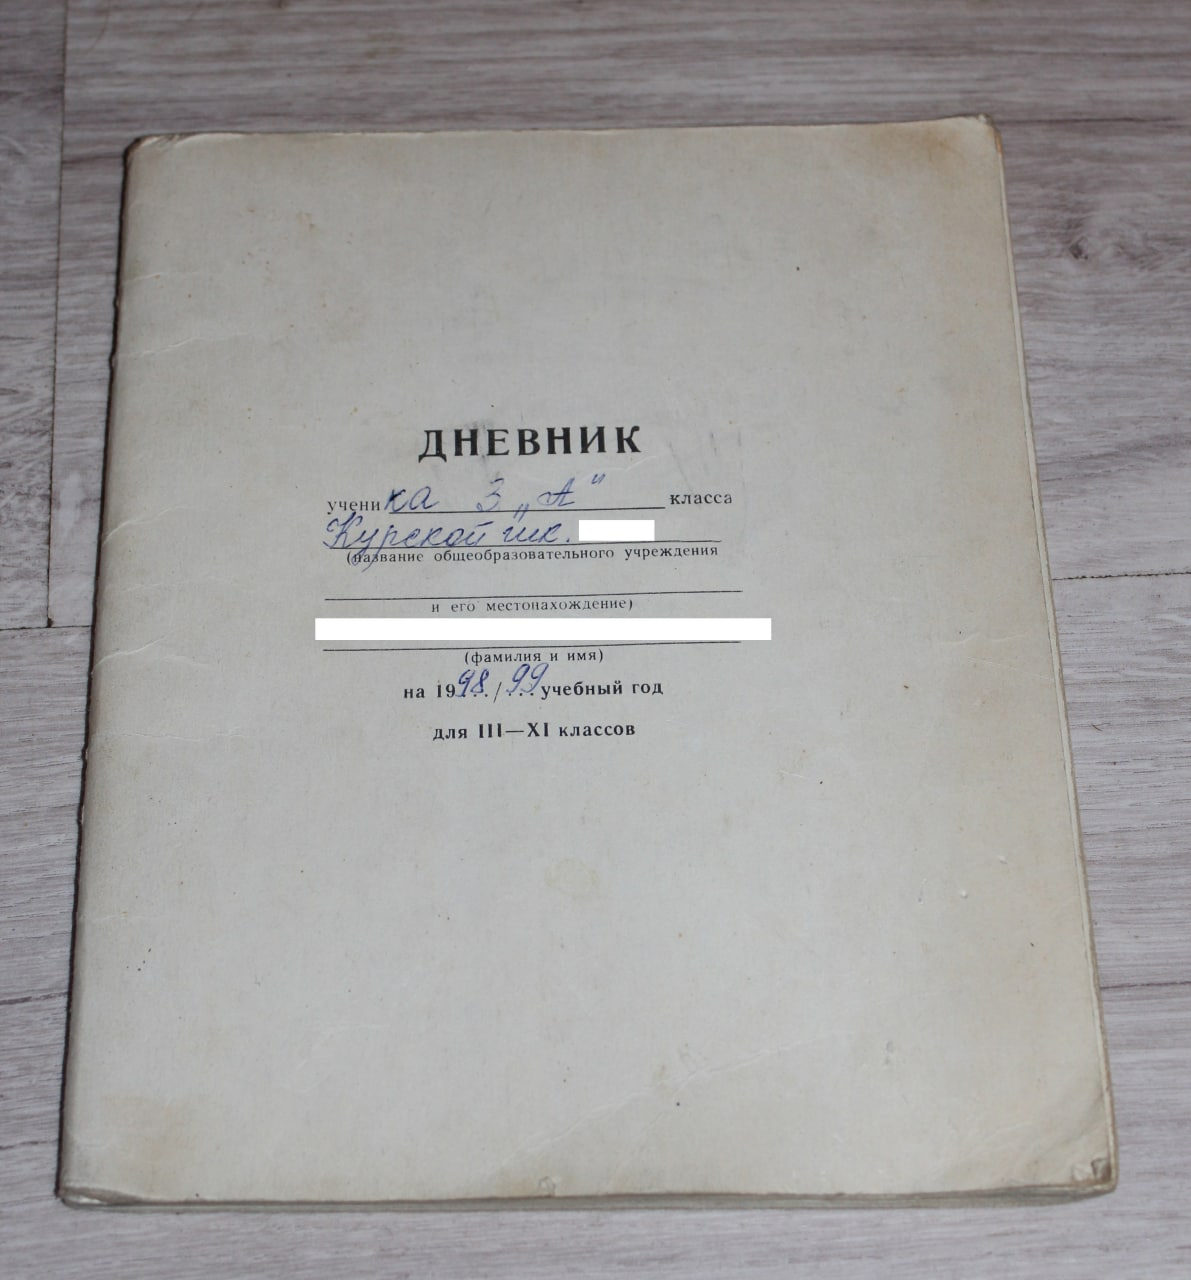 ДНЕВНИК
ученика 3 „А" класса
Курской шк.
(название общеобразовательного учреждения
и его местонахождение)
(фамилия и имя)
на 1998/99 учебный год
для III—XI классов